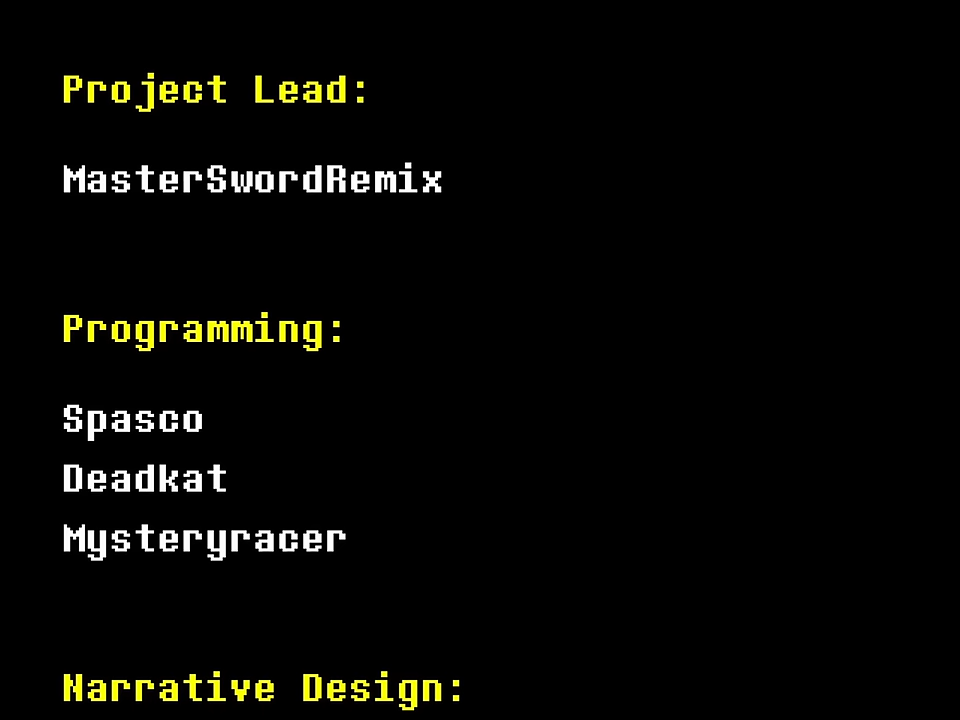 Project Lead:
MasterSwordRemix
Programming:
Spasco
Deadkat
Mysteryracer
Narrative Design: